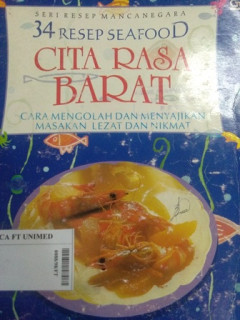 SERI RESEP MANCANEGARA
34 RESEP SEAFOOD
CITA RASA
BARAT
CARA MENGOLAH DAN MENYAJIKAN
MASAKAN LEZAT DAN NIKMAT
CA FT UNIMED